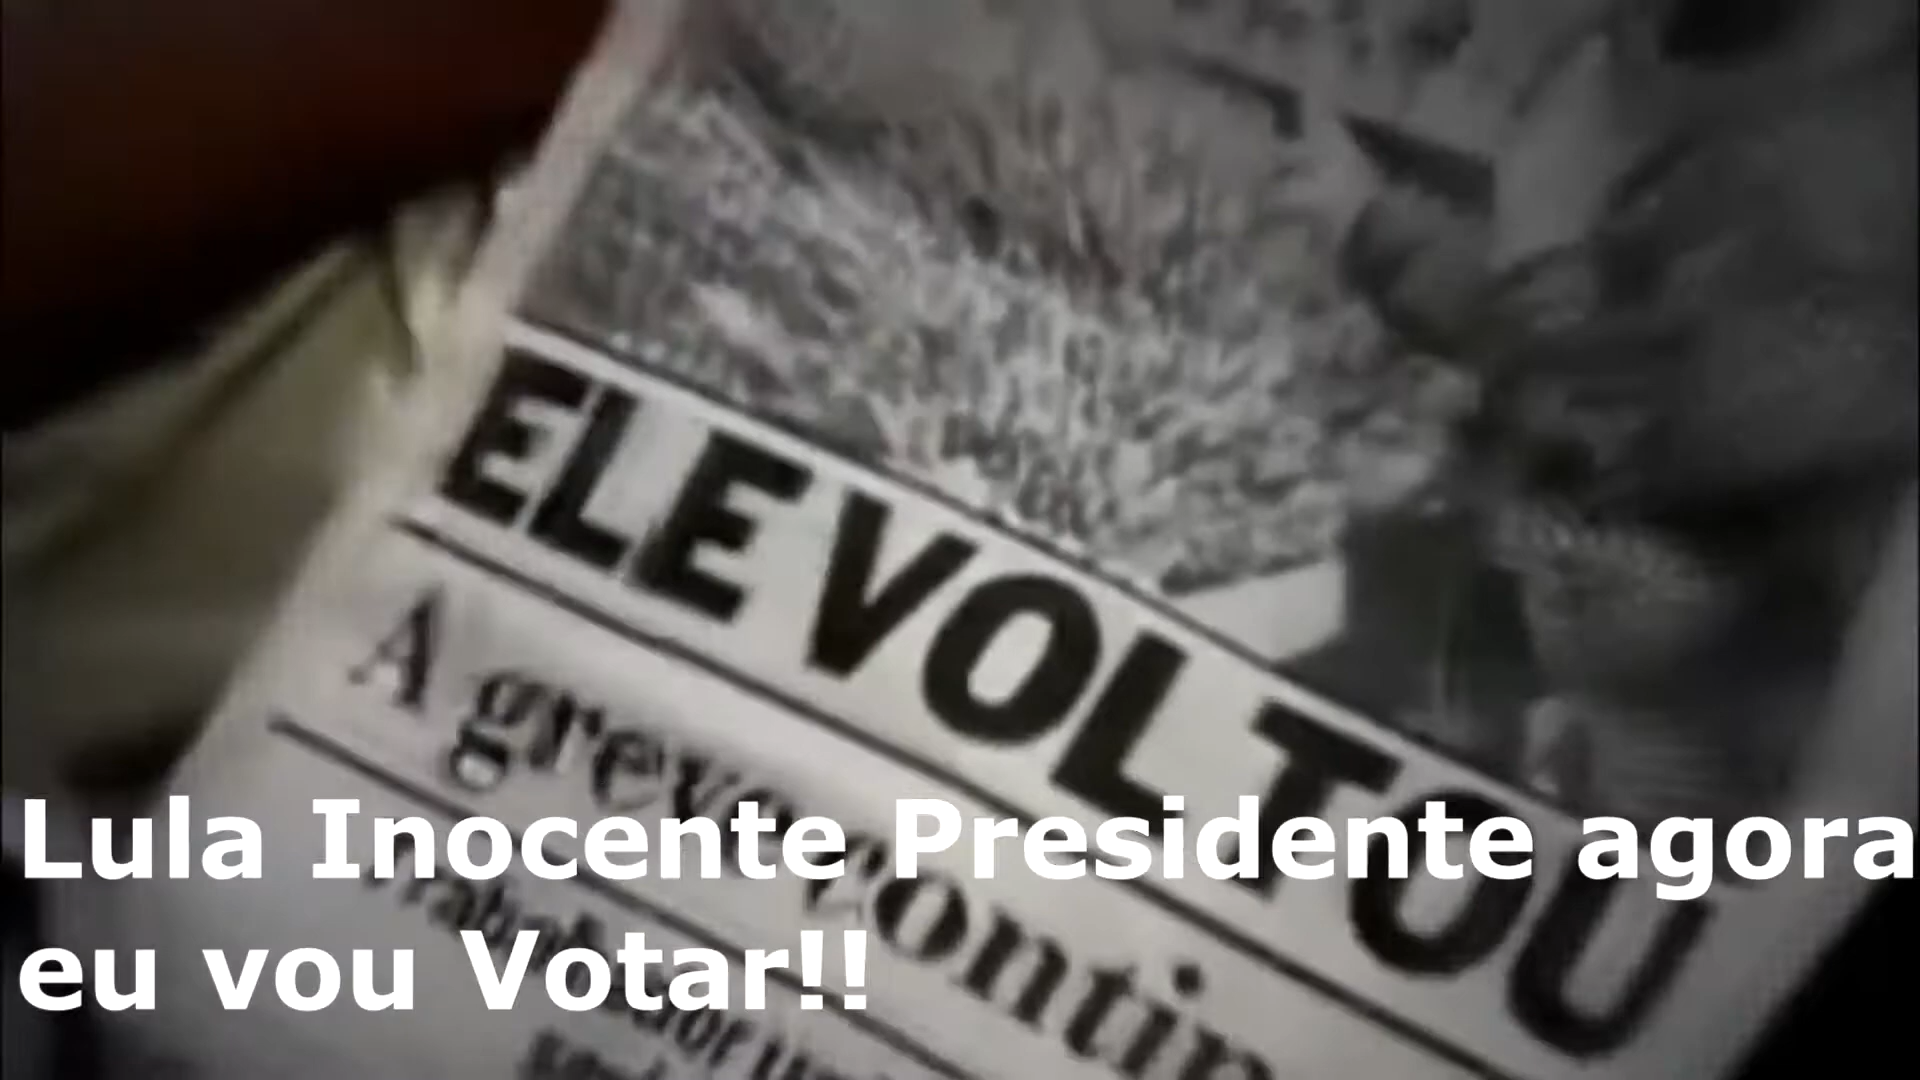 ELE VOLTOU
A greve contin
Lula Inocente Presidente agora
eu vou Votar!!